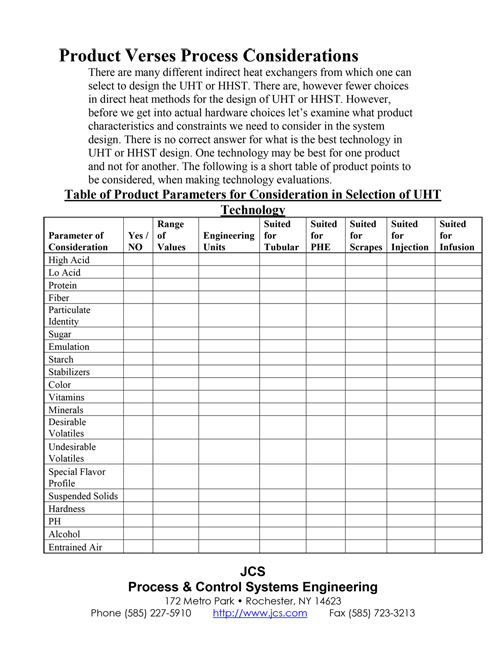 Product Verses Process Considerations
There are many different indirect heat exchangers from which one can
select to design the UHT or HHST. There are, however fewer choices
in direct heat methods for the design of UHT or HHST. However,
before we get into actual hardware choices let’s examine what product
characteristics and constraints we need to consider in the system
design. There is no correct answer for what is the best technology in
UHT or HHST design. One technology may be best for one product
and not for another. The following is a short table of product points to
be considered, when making technology evaluations.
Table of Product Parameters for Consideration in Selection of UHT
Technology
Parameter of Consideration Yes / NO Range of Values Engineering Units Suited for Tubular Suited for PHE Suited for Scrapes Suited for Injection Suited for Infusion
High Acid
Lo Acid
Protein
Fiber
Particulate
Identity
Sugar
Emulation
Starch
Stabilizers
Color
Vitamins
Minerals
Desirable
Volatiles
Undesirable
Volatiles
Special Flavor
Profile
Suspended Solids
Hardness
PH
Alcohol
Entrained Air
JCS
Process & Control Systems Engineering
172 Metro Park • Rochester, NY 14623
Phone (585) 227-5910 http://www.jcs.com Fax (585) 723-3213